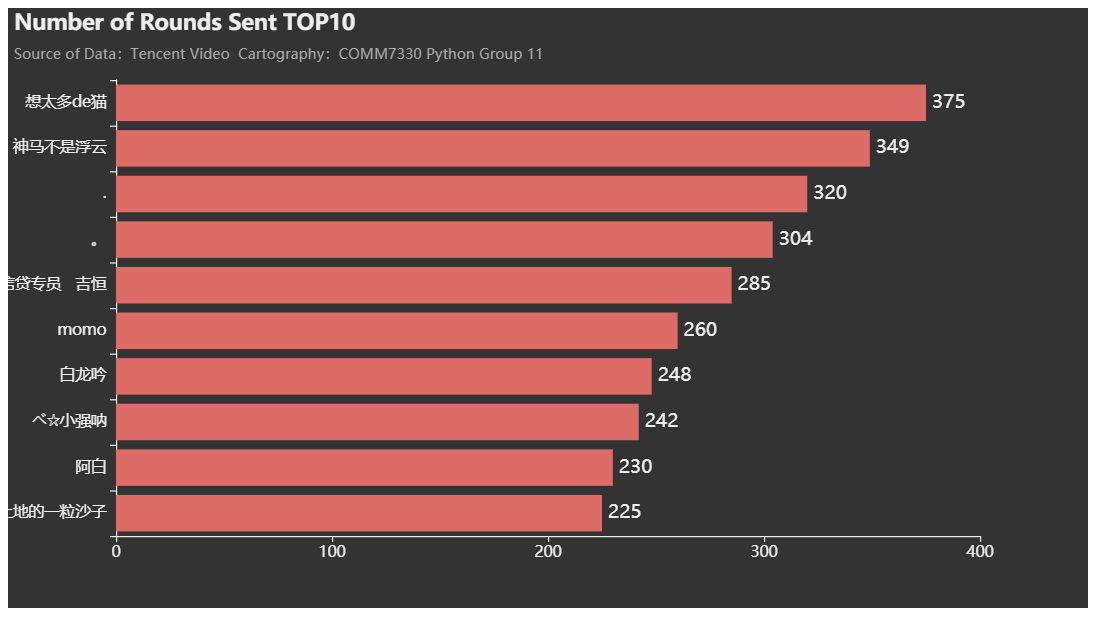 Number of Rounds Sent TOP10
Source of Data：Tencent Video Cartography：COMM7330 Python Group 11
想太多de猫 375
神马不是浮云 349
. 320
。 304
信贷专员 吉恒 285
momo 260
白龙吟 248
ベ☆小强呐 242
阿白 230
地的一粒沙子 225
0 100 200 300 400